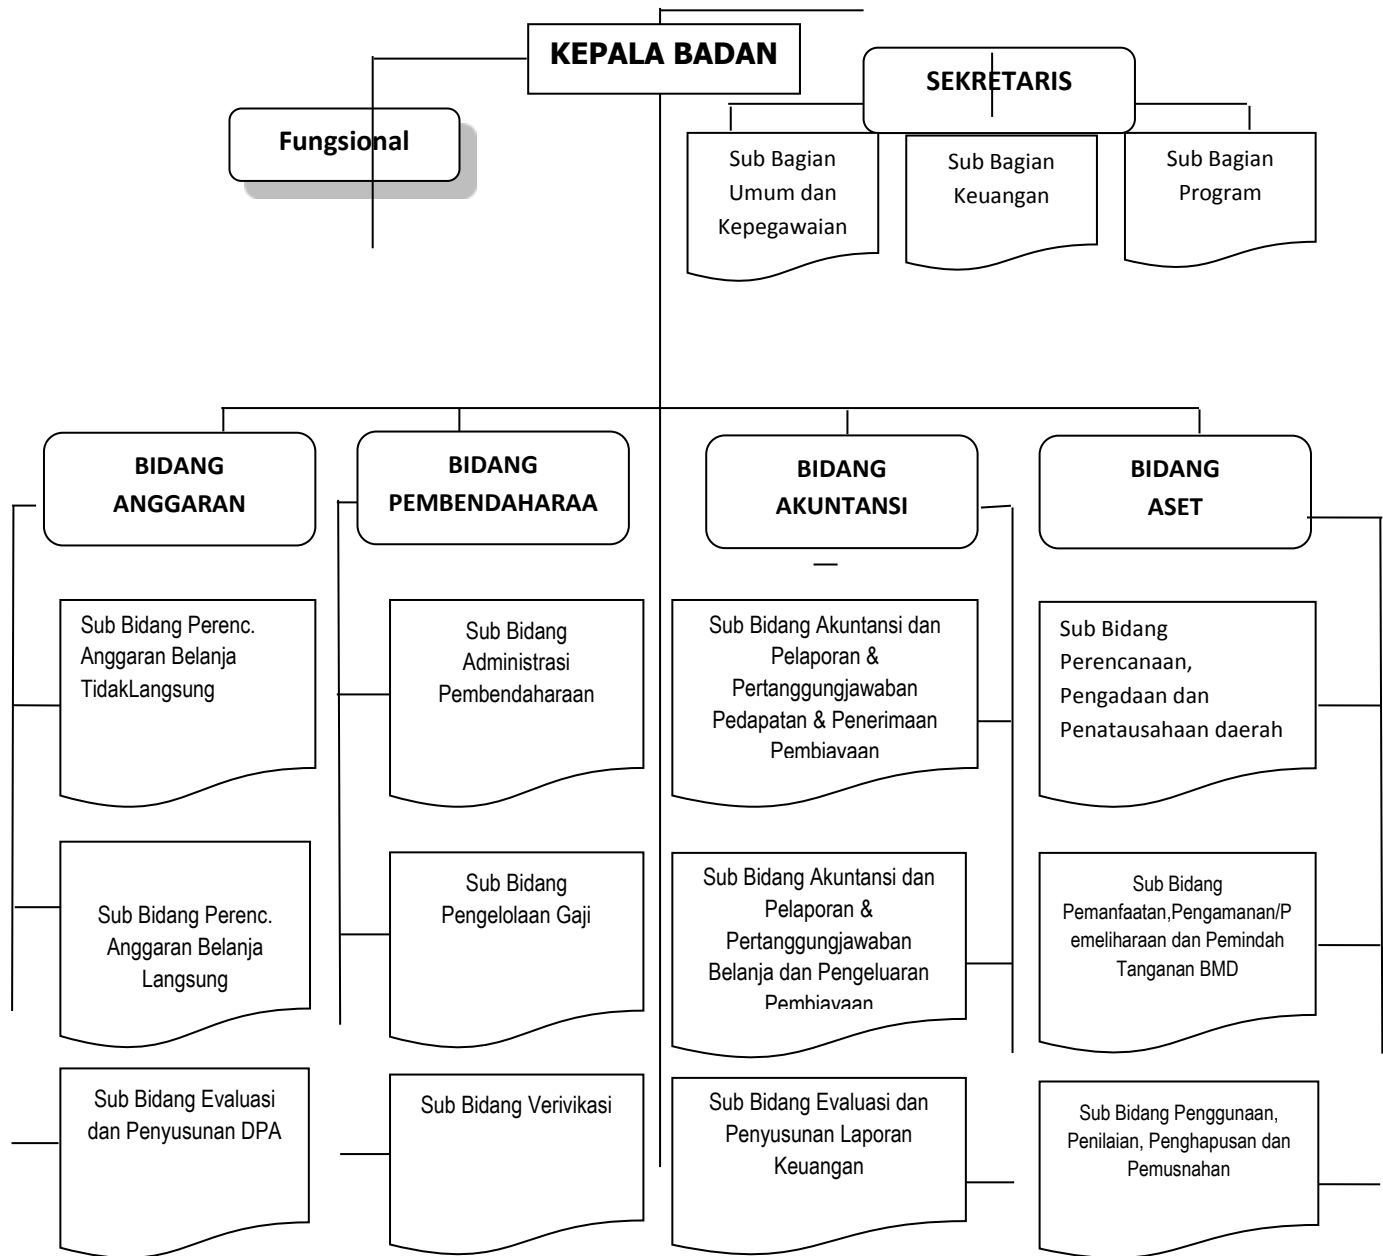 KEPALA BADAN
SEKRETARIS
Fungsional
Sub Bagian
Umum dan
Kepegawaian
Sub Bagian
Keuangan
Sub Bagian
Program
BIDANG
ANGGARAN
BIDANG
PEMBENDAHARAA
BIDANG
AKUNTANSI
BIDANG
ASET
Sub Bidang Perenc.
Anggaran Belanja
TidakLangsung
Sub Bidang
Administrasi
Pembendaharaan
Sub Bidang Akuntansi dan
Pelaporan &
Pertanggungjawaban
Pedapatan & Penerimaan
Pembiayaan
Sub Bidang
Perencanaan,
Pengadaan dan
Penatausahaan daerah
Sub Bidang Perenc.
Anggaran Belanja
Langsung
Sub Bidang
Pengelolaan Gaji
Sub Bidang Akuntansi dan
Pelaporan &
Pertanggungjawaban
Belanja dan Pengeluaran
Pembiayaan
Sub Bidang
Pemanfaatan,Pengamanan/P
emeliharaan dan Pemindah
Tanganan BMD
Sub Bidang Evaluasi
dan Penyusunan DPA
Sub Bidang Verivikasi
Sub Bidang Evaluasi dan
Penyusunan Laporan
Keuangan
Sub Bidang Penggunaan,
Penilaian, Penghapusan dan
Pemusnahan